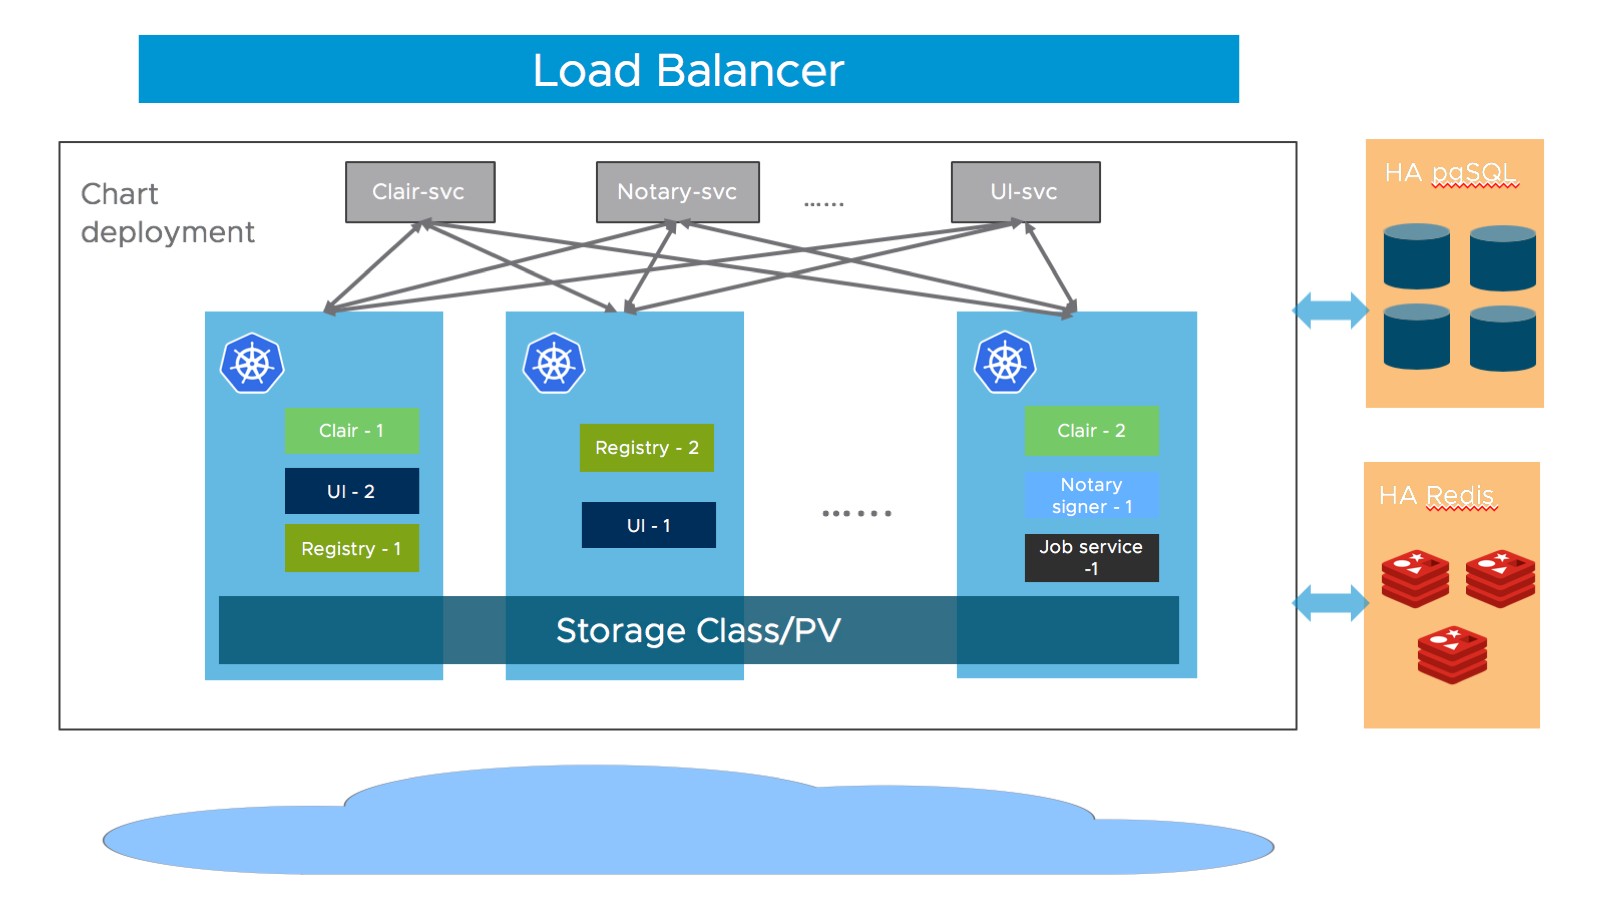 Load Balancer
Chart
deployment
Clair-svc
Notary-svc
......
UI-svc
HA pgSQL
Clair - 1
UI - 2
Registry - 1
Registry - 2
UI - 1
......
Clair - 2
Notary
signer - 1
Job service
-1
Storage Class/PV
HA Redis